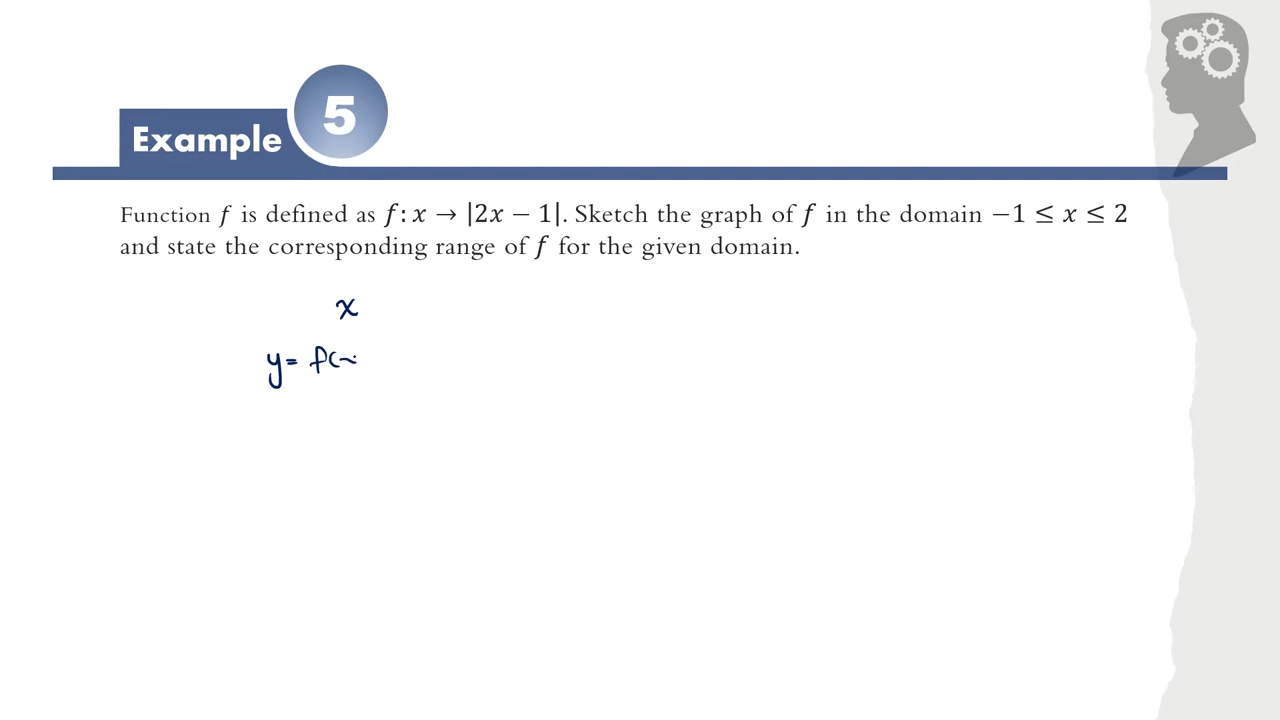 Example 5
Function f is defined as f: x → |2x − 1|. Sketch the graph of f in the domain −1 ≤ x ≤ 2
and state the corresponding range of f for the given domain.
x
y= f(